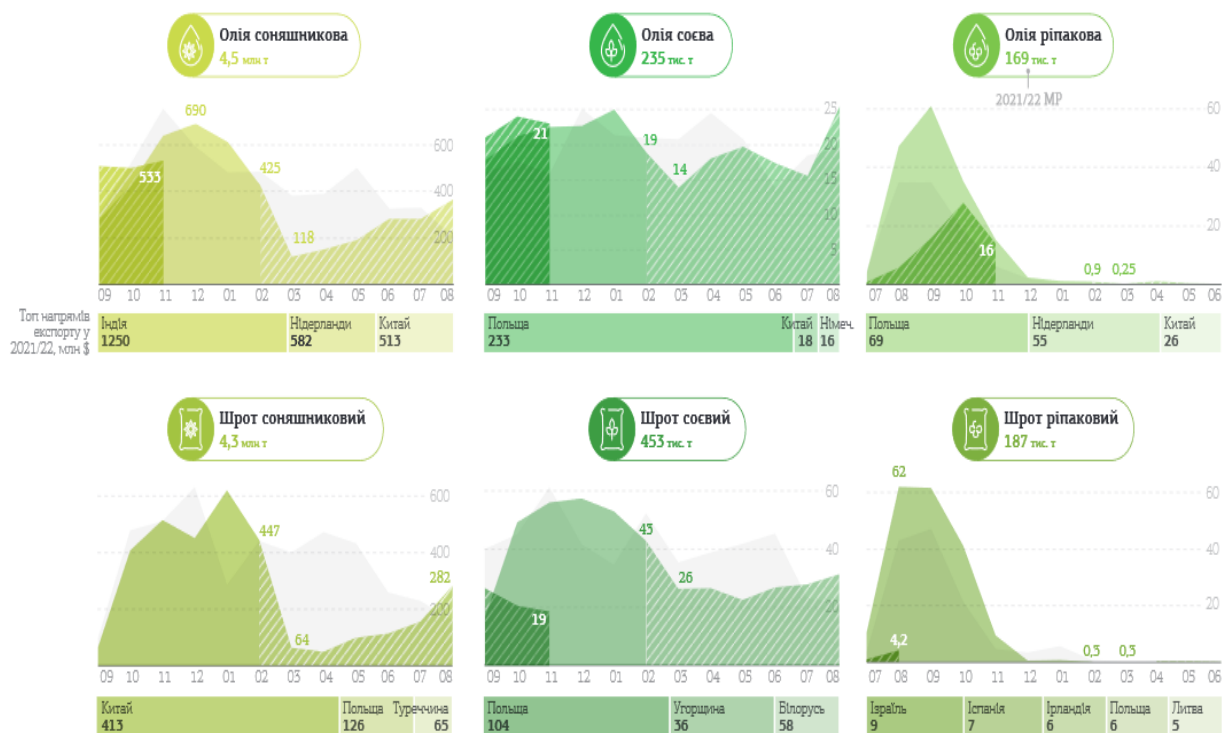 Олія соняшникова
4,5 млн т
690
600
533
425
400
118
200
09 10 11 12 01 02 03 04 05 06 07 08
Топ напрямів
експорту у
2021/22, млн $
Індія
1250
Нідерланди
582
Китай
513
Олія соєва
235 тис. т
25
21
19
20
14
15
10
5
09 10 11 12 01 02 03 04 05 06 07 08
Польща
233
Китай
18
Німеч.
16
Олія ріпакова
169 тис. т
2021/22 МР
60
40
20
16
0,9 0,25
07 08 09 10 11 12 01 02 03 04 05 06
Польща
69
Нідерланди
55
Китай
26
Шрот соняшниковий
4,3 млн т
600
447
400
282
200
64
09 10 11 12 01 02 03 04 05 06 07 08
Китай
413
Польща
126
Туреччина
65
Шрот соєвий
453 тис. т
60
43
40
26
20
19
09 10 11 12 01 02 03 04 05 06 07 08
Польща
104
Угорщина
36
Білорусь
58
Шрот ріпаковий
187 тис. т
62
60
40
20
4,2
0,3 0,3
07 08 09 10 11 12 01 02 03 04 05 06
Ізраїль
9
Іспанія
7
Ірландія
6
Польща
6
Литва
5